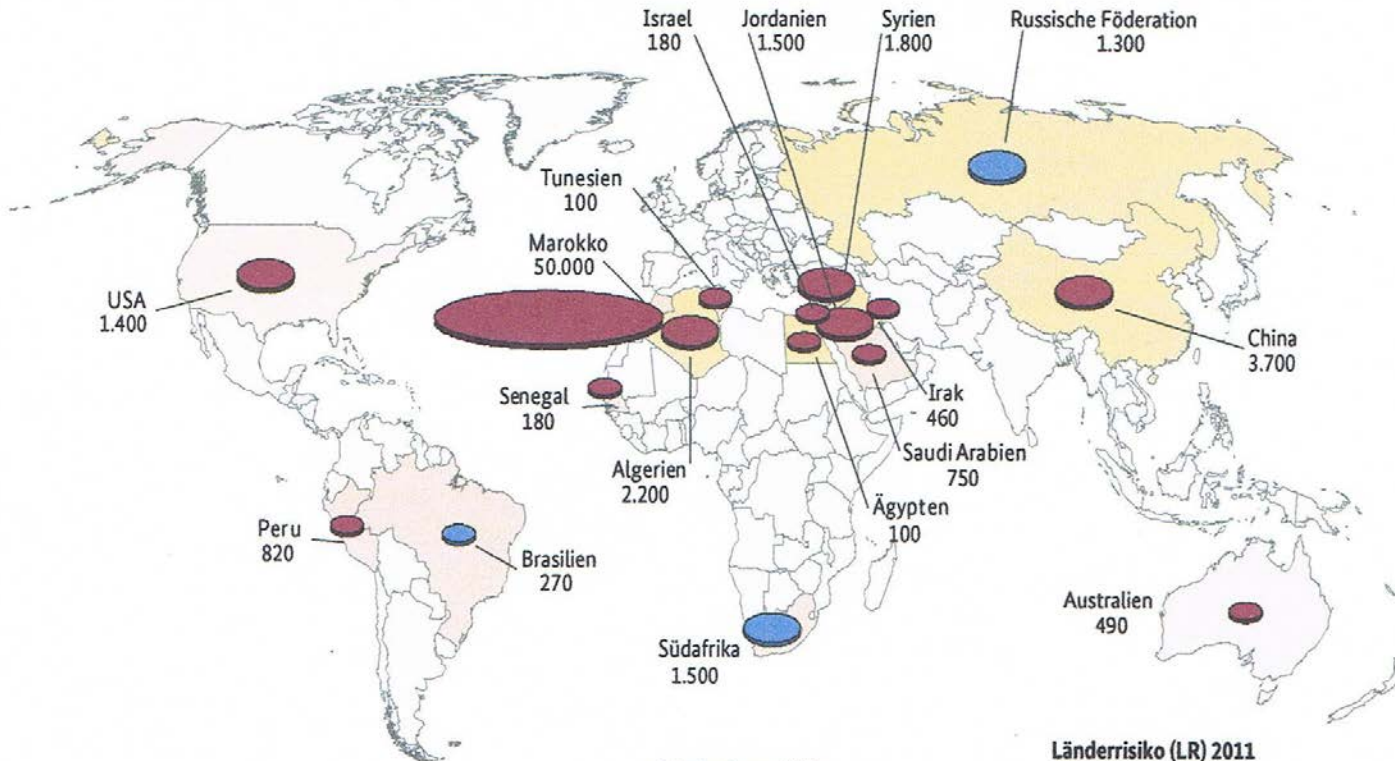 Israel
180
Jordanien
1.500
Syrien
1.800
Russische Föderation
1.300
Tunesien
100
Marokko
50.000
USA
1.400
China
3.700
Senegal
180
Irak
460
Algerien
2.200
Saudi Arabien
750
Ägypten
100
Peru
820
Brasilien
270
Australien
490
Südafrika
1.500
Länderrisiko (LR) 2011